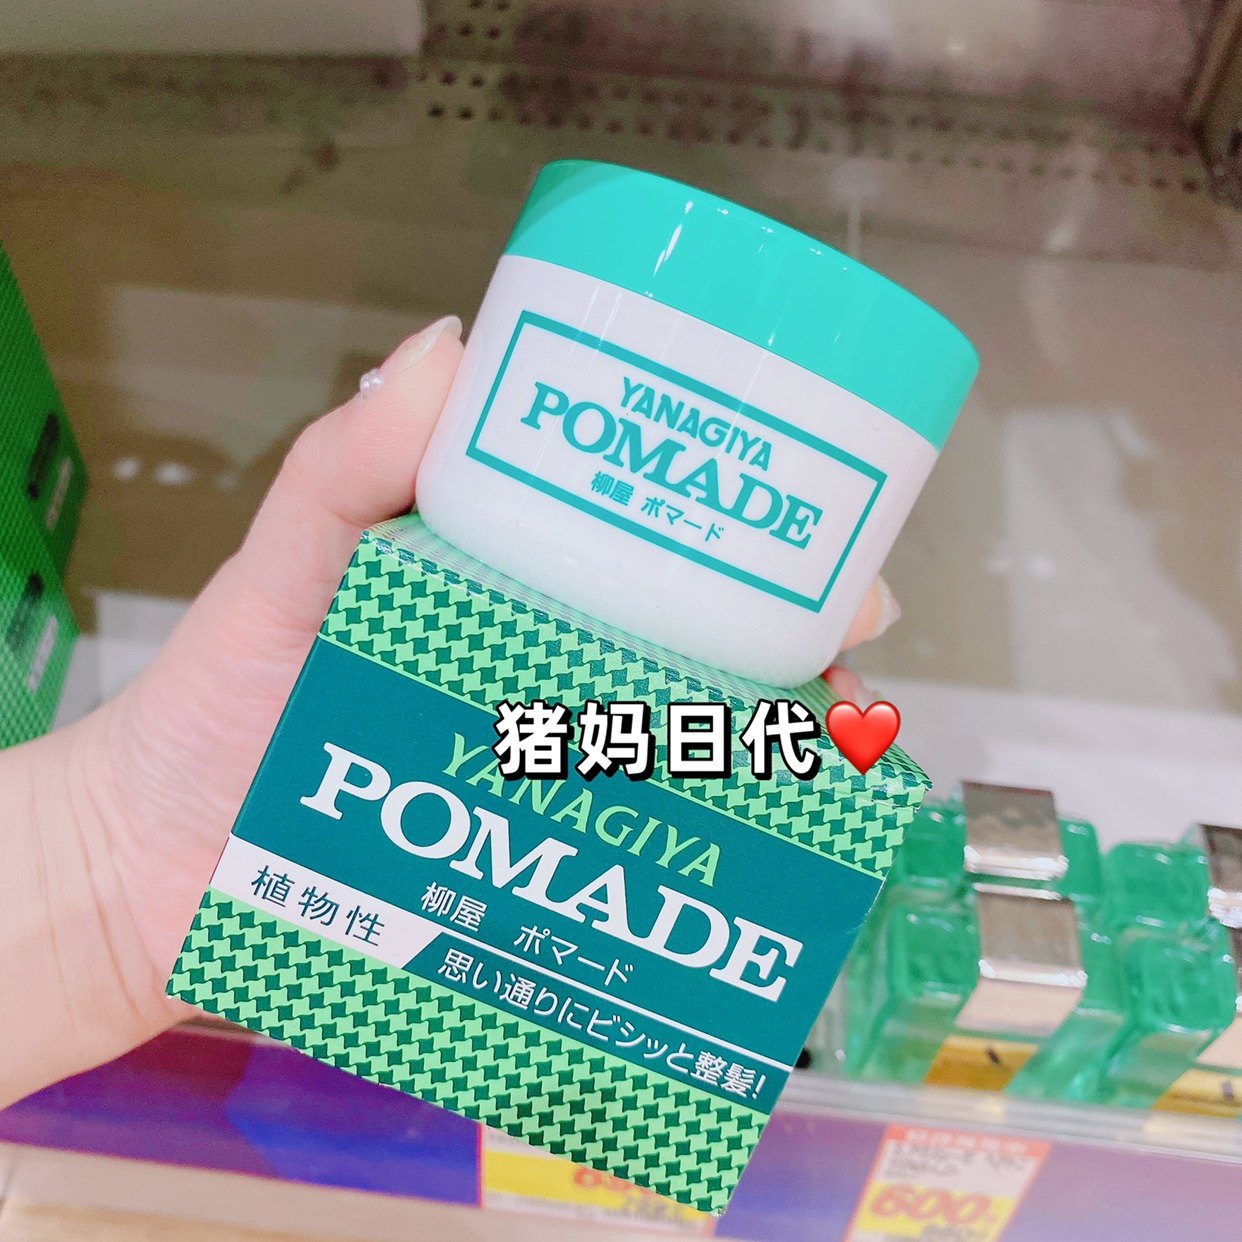 YANAGIYA
POMADE
柳屋 ポマード
猪妈日代❤️
YANAGIYA
POMADE
柳屋 ポマード
植物性
思い通りにビシッと整髪!
600